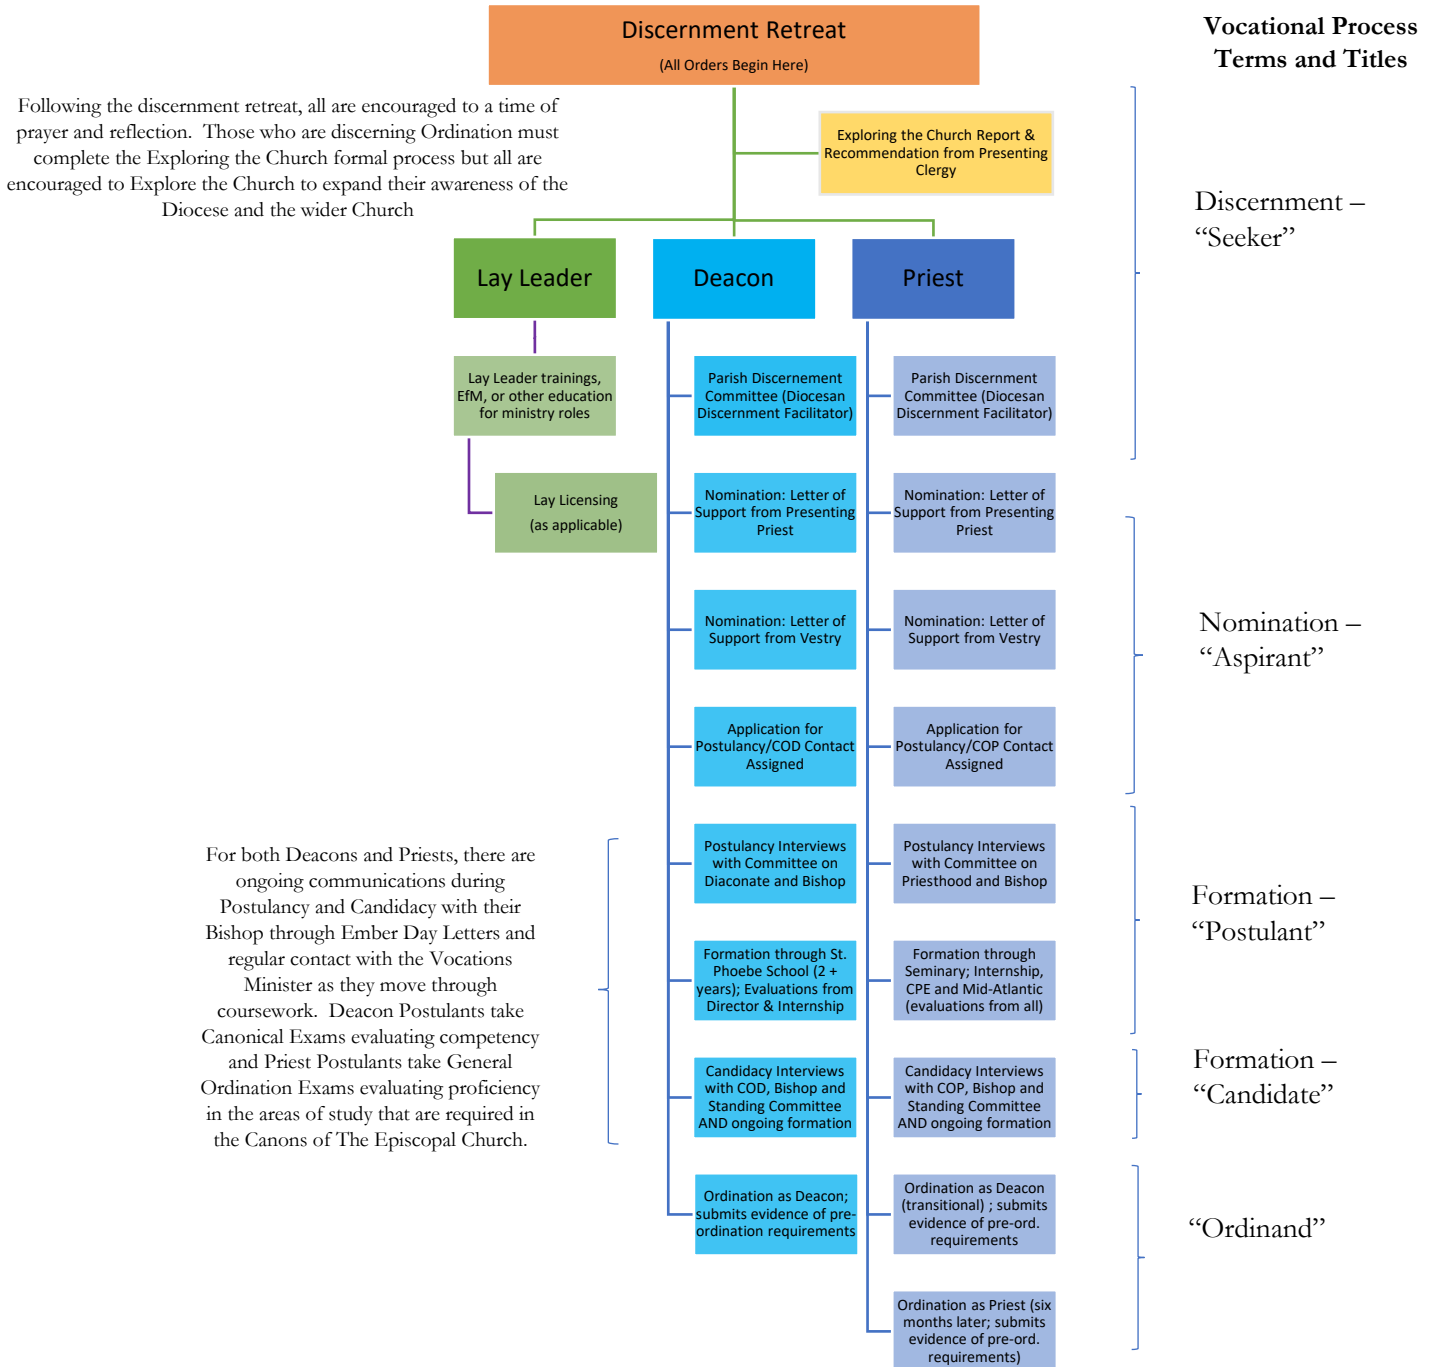 Discernment Retreat
(All Orders Begin Here)
Vocational Process
Terms and Titles
Following the discernment retreat, all are encouraged to a time of
prayer and reflection. Those who are discerning Ordination must
complete the Exploring the Church formal process but all are
encouraged to Explore the Church to expand their awareness of the
Diocese and the wider Church
Exploring the Church Report &
Recommendation from Presenting
Clergy
Discernment –
“Seeker”
Lay Leader
Deacon
Priest
Lay Leader trainings,
EfM, or other education
for ministry roles
Parish Discernement
Committee (Diocesan
Discernment Facilitator)
Parish Discernment
Committee (Diocesan
Discernment Facilitator)
Lay Licensing
(as applicable)
Nomination: Letter of
Support from Presenting
Priest
Nomination: Letter of
Support from Presenting
Priest
Nomination: Letter of
Support from Vestry
Nomination: Letter of
Support from Vestry
Nomination –
“Aspirant”
Application for
Postulancy/COD Contact
Assigned
Application for
Postulancy/COP Contact
Assigned
For both Deacons and Priests, there are
ongoing communications during
Postulancy and Candidacy with their
Bishop through Ember Day Letters and
regular contact with the Vocations
Minister as they move through
coursework. Deacon Postulants take
Canonical Exams evaluating competency
and Priest Postulants take General
Ordination Exams evaluating proficiency
in the areas of study that are required in
the Canons of The Episcopal Church.
Postulancy Interviews
with Committee on
Diaconate and Bishop
Postulancy Interviews
with Committee on
Priesthood and Bishop
Formation –
“Postulant”
Formation through St.
Phoebe School (2 +
years); Evaluations from
Director & Internship
Formation through
Seminary; Internship,
CPE and Mid-Atlantic
(evaluations from all)
Candidacy Interviews
with COD, Bishop and
Standing Committee
AND ongoing formation
Candidacy Interviews
with COP, Bishop and
Standing Committee
AND ongoing formation
Formation –
“Candidate”
Ordination as Deacon;
submits evidence of pre-
ordination requirements
Ordination as Deacon
(transitional) ; submits
evidence of pre-ord.
requirements
“Ordinand”
Ordination as Priest (six
months later; submits
evidence of pre-ord.
requirements)